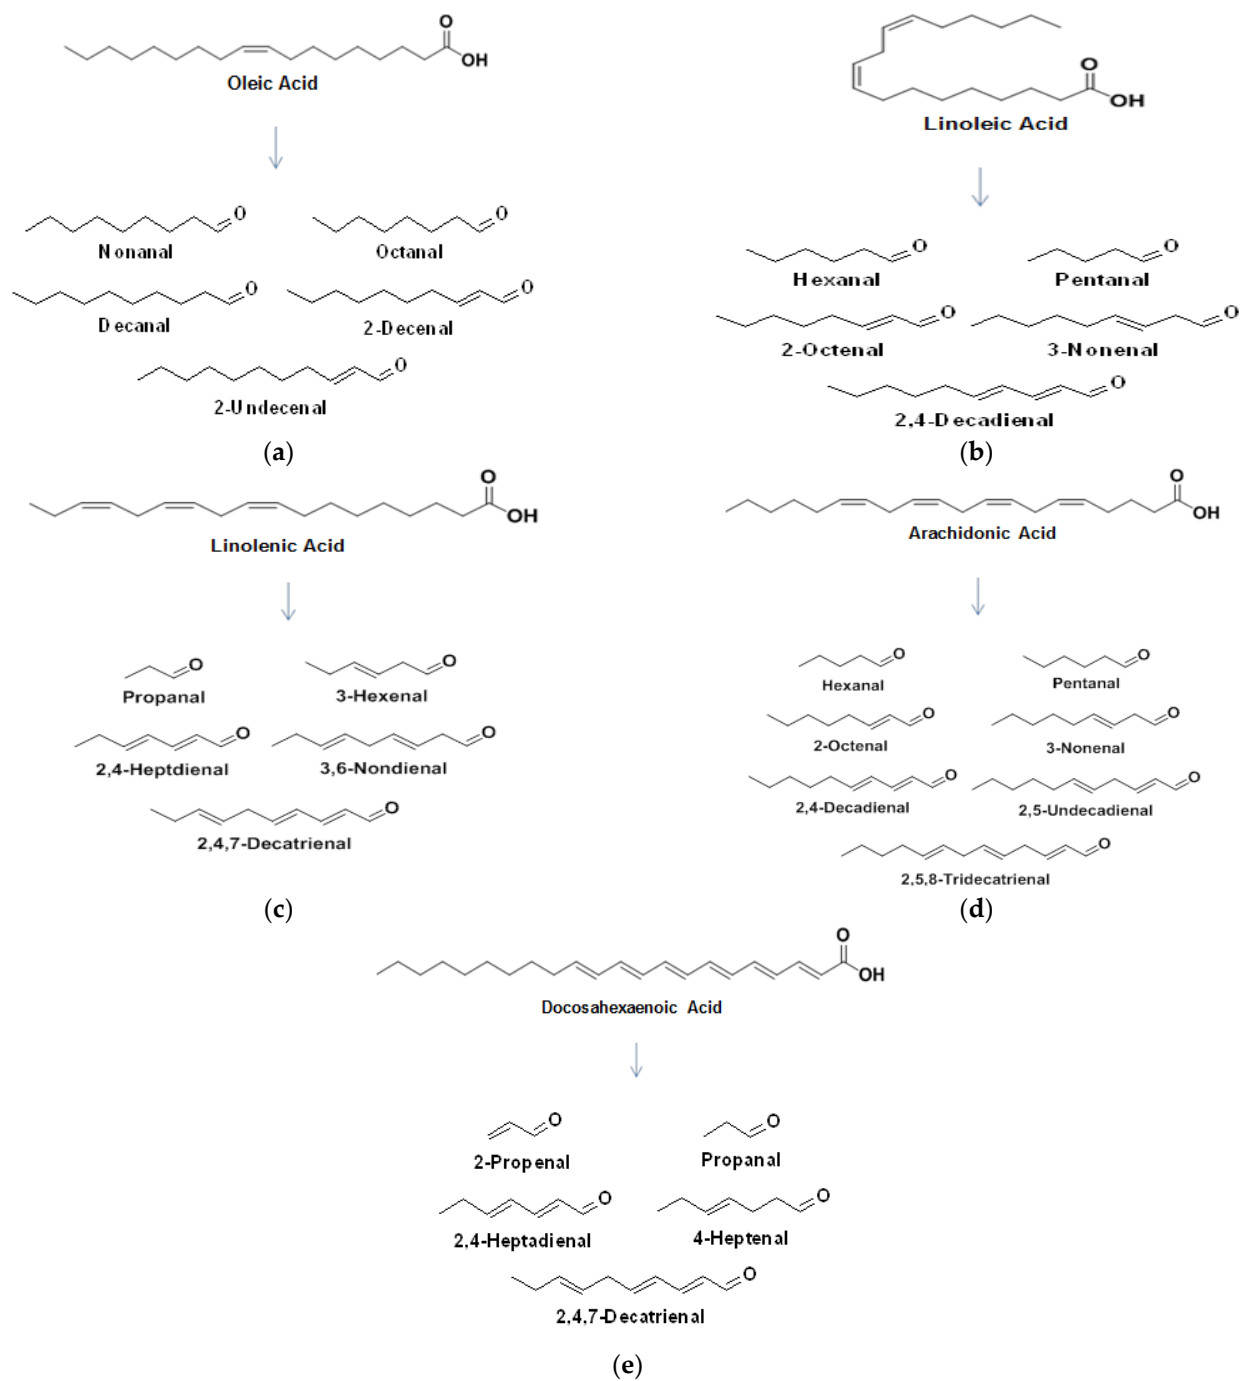 O
OH
Oleic Acid
O
Nonanal
O
Octanal
O
Decanal
O
2-Decenal
O
2-Undecenal
(a)
O
OH
Linoleic Acid
O
Hexanal
O
Pentanal
O
2-Octenal
O
3-Nonenal
O
2,4-Decadienal
(b)
O
OH
Linolenic Acid
O
Propanal
O
3-Hexenal
O
2,4-Heptdienal
O
3,6-Nondienal
O
2,4,7-Decatrienal
(c)
O
OH
Arachidonic Acid
O
Hexanal
O
Pentanal
O
2-Octenal
O
3-Nonenal
O
2,4-Decadienal
O
2,5-Undecadienal
O
2,5,8-Tridecatrienal
(d)
O
OH
Docosahexaenoic Acid
O
2-Propenal
O
Propanal
O
2,4-Heptadienal
O
4-Heptenal
O
2,4,7-Decatrienal
(e)